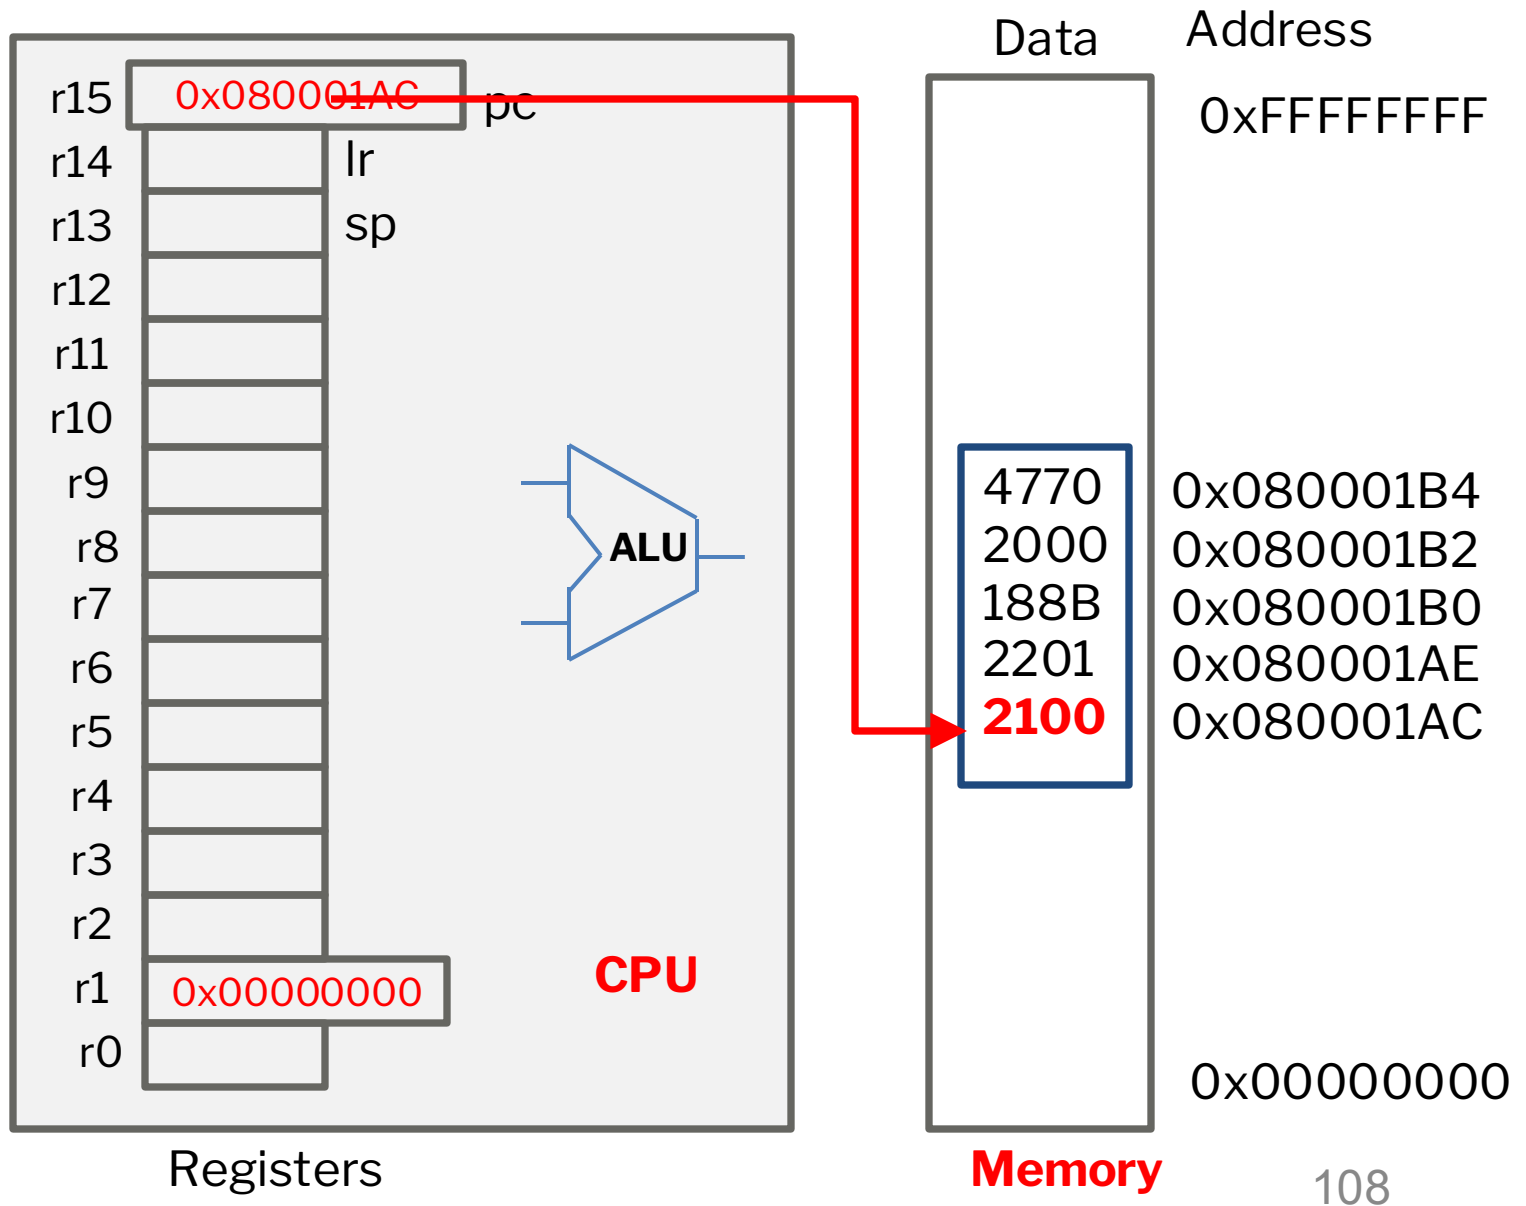 Data Address
r15 0x080001AC pc 0xFFFFFFFF
r14 lr
r13 sp
r12
r11
r10
r9 4770 0x080001B4
r8 ALU 2000 0x080001B2
r7 188B 0x080001B0
r6 2201 0x080001AE
r5 2100 0x080001AC
r4
r3
r2
r1 0x00000000 CPU
r0 0x00000000
Registers Memory 108